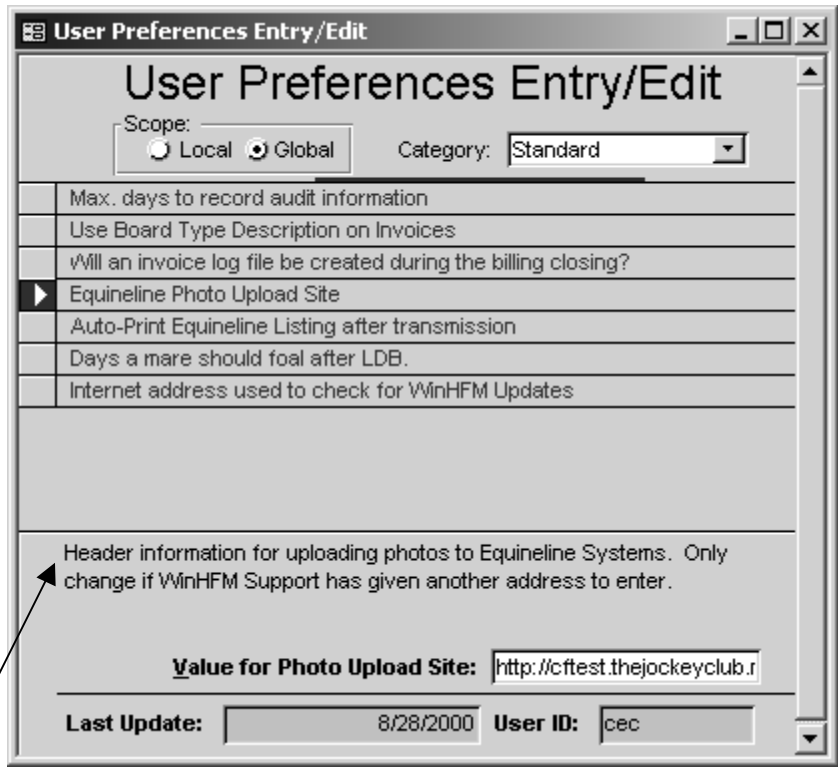 User Preferences Entry/Edit
User Preferences Entry/Edit
Scope:
Local Global Category: Standard
Max. days to record audit information
Use Board Type Description on Invoices
Will an invoice log file be created during the billing closing?
Equineline Photo Upload Site
Auto-Print Equineline Listing after transmission
Days a mare should foal after LDB.
Internet address used to check for WinHFM Updates
Header information for uploading photos to Equineline Systems. Only
change if WinHFM Support has given another address to enter.
Value for Photo Upload Site: http://cftest.thejockeyclub.r
Last Update: 8/28/2000 User ID: cec